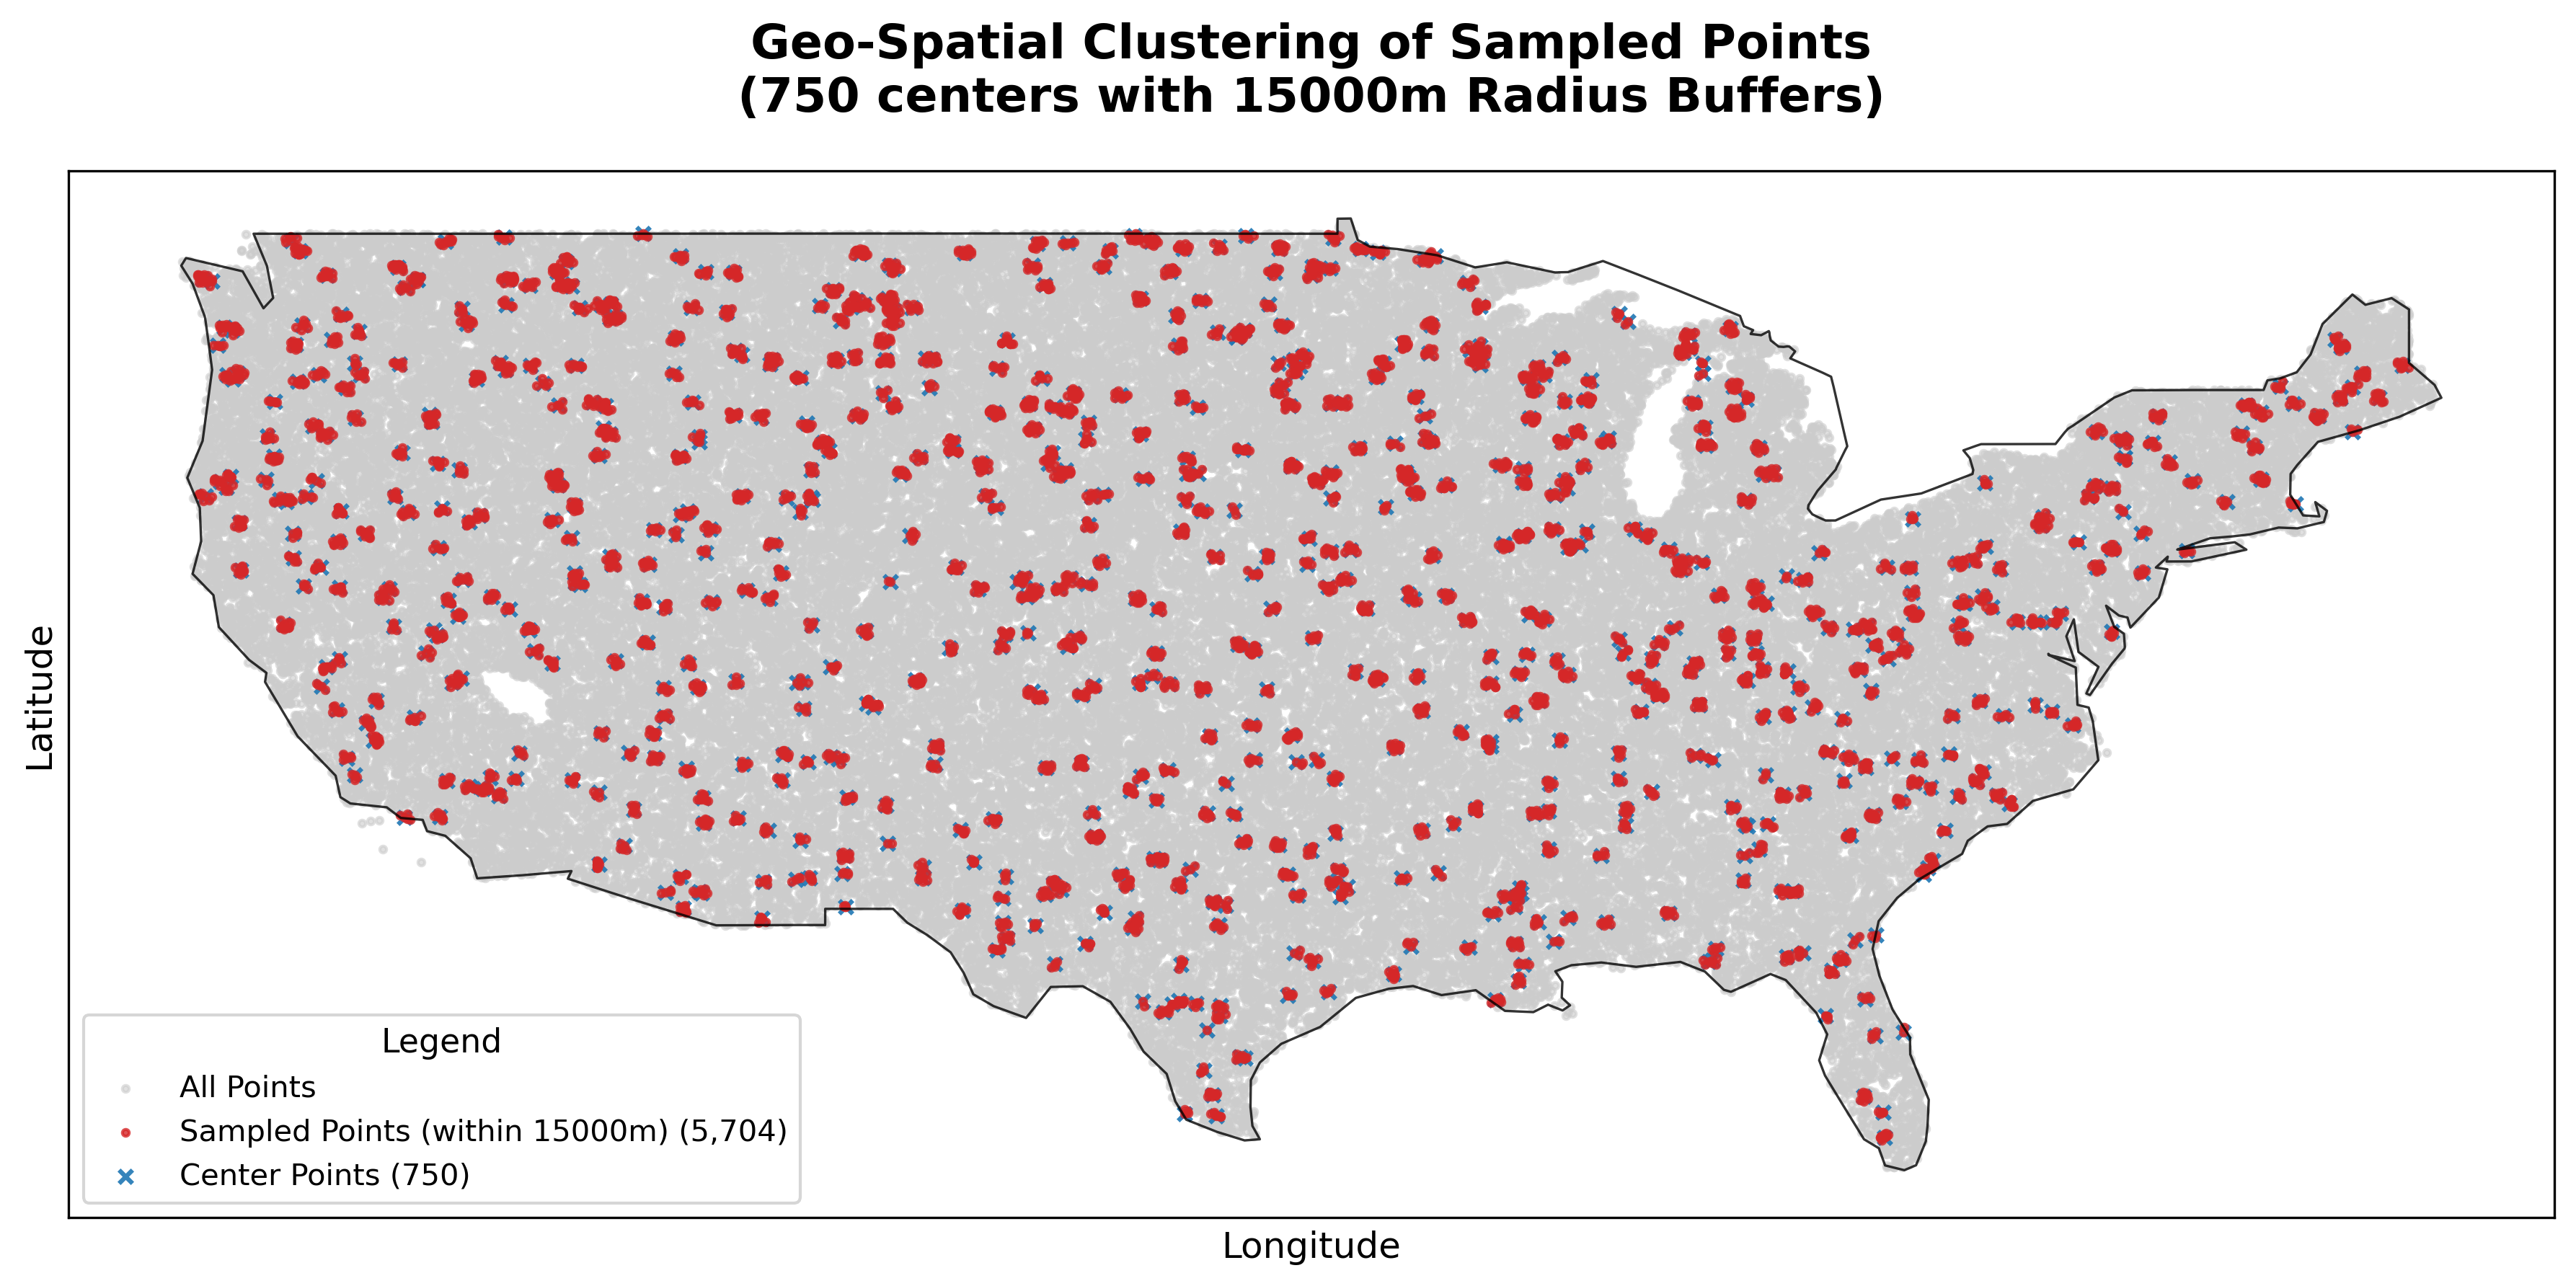 Geo-Spatial Clustering of Sampled Points
(750 centers with 15000m Radius Buffers)
Latitude
Legend
All Points
Sampled Points (within 15000m) (5,704)
Center Points (750)
Longitude